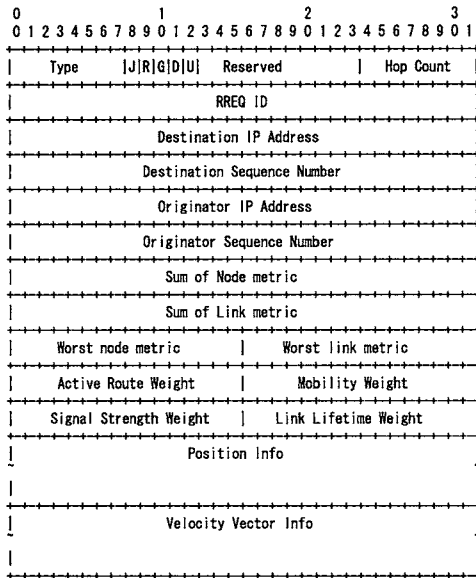 0 1 2 3
0 1 2 3 4 5 6 7 8 9 0 1 2 3 4 5 6 7 8 9 0 1 2 3 4 5 6 7 8 9 0 1
| Type |J|R|G|D|U| Reserved | Hop Count |
| RREQ ID
| Destination IP Address
| Destination Sequence Number
| Originator IP Address
| Originator Sequence Number
| Sum of Node metric
| Sum of Link metric
| Worst node metric | Worst link metric
| Active Route Weight | Mobility Weight
| Signal Strength Weight | Link Lifetime Weight
| Position Info
~
|
| Velocity Vector Info
~
|